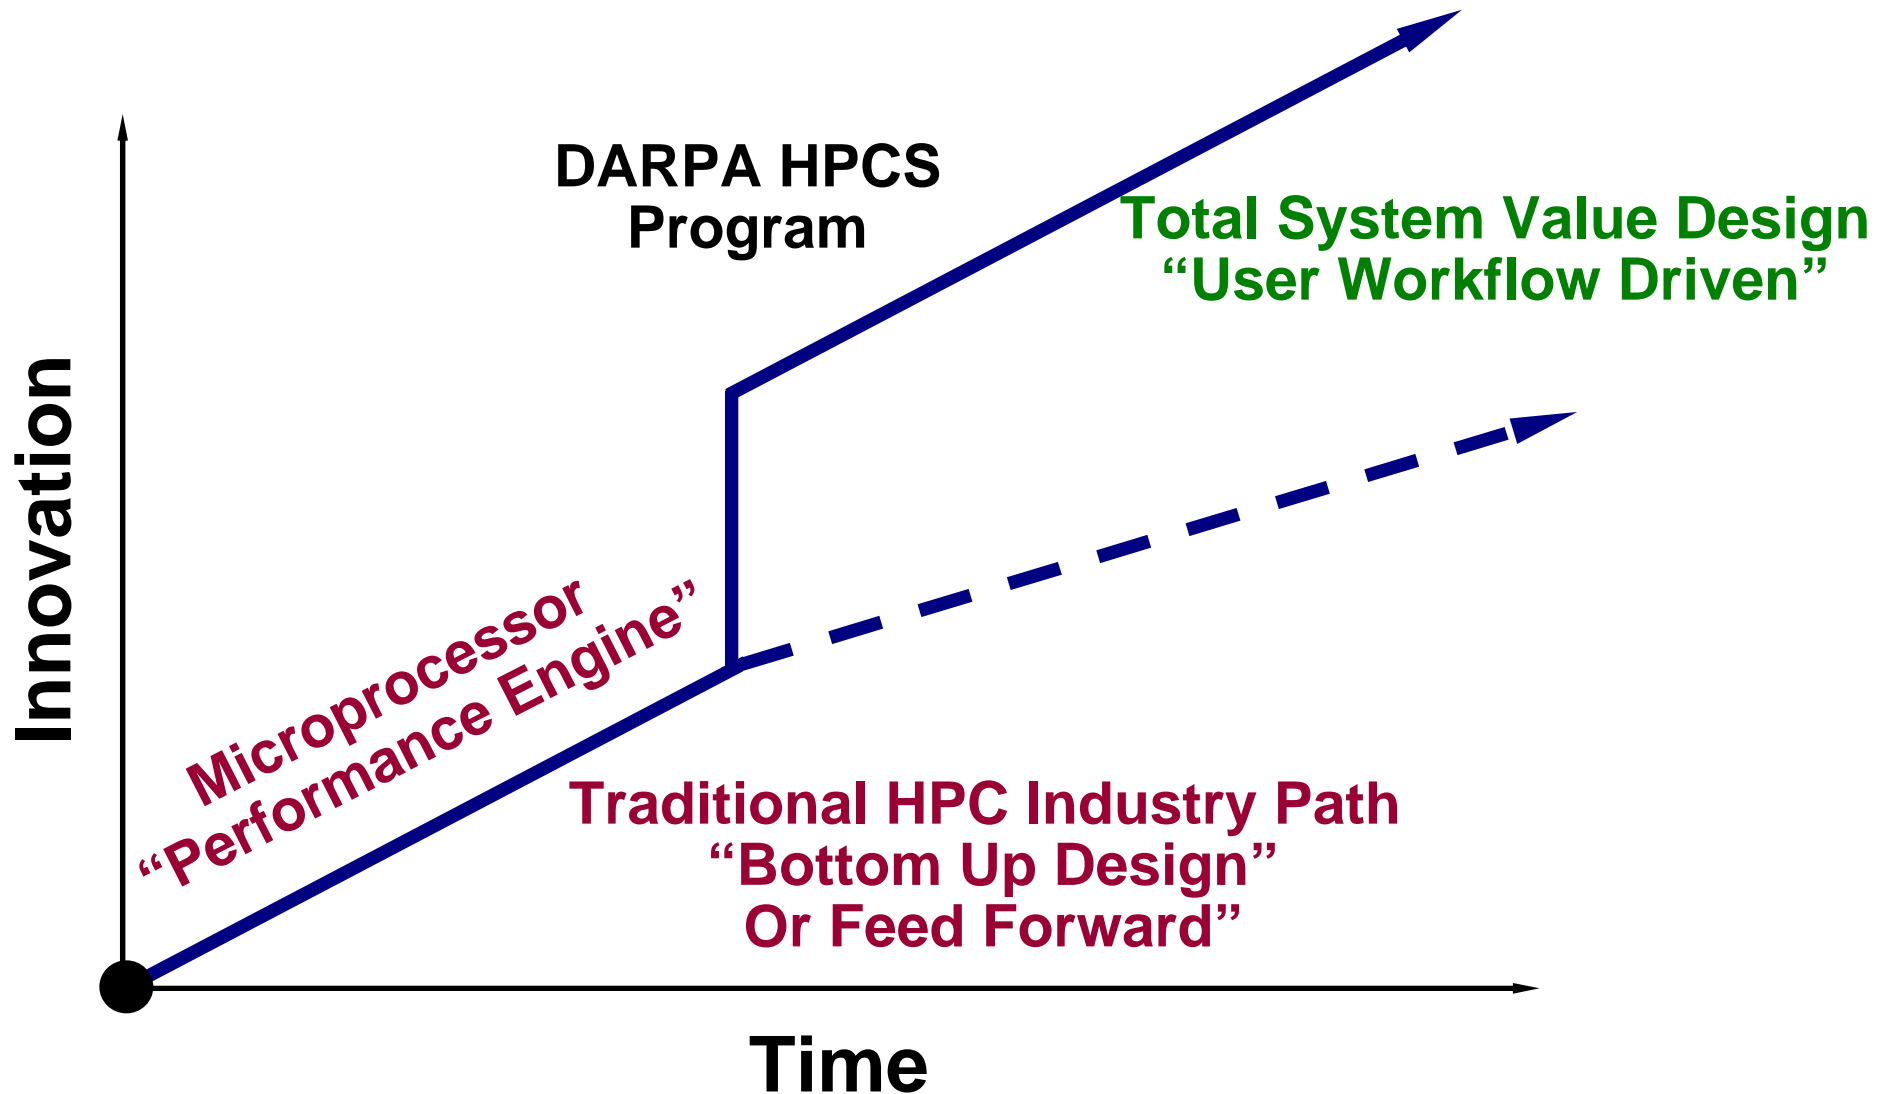 DARPA HPCS
Program
Total System Value Design
“User Workflow Driven”
Innovation
Microprocessor
“Performance Engine”
Traditional HPC Industry Path
“Bottom Up Design”
Or Feed Forward”
Time